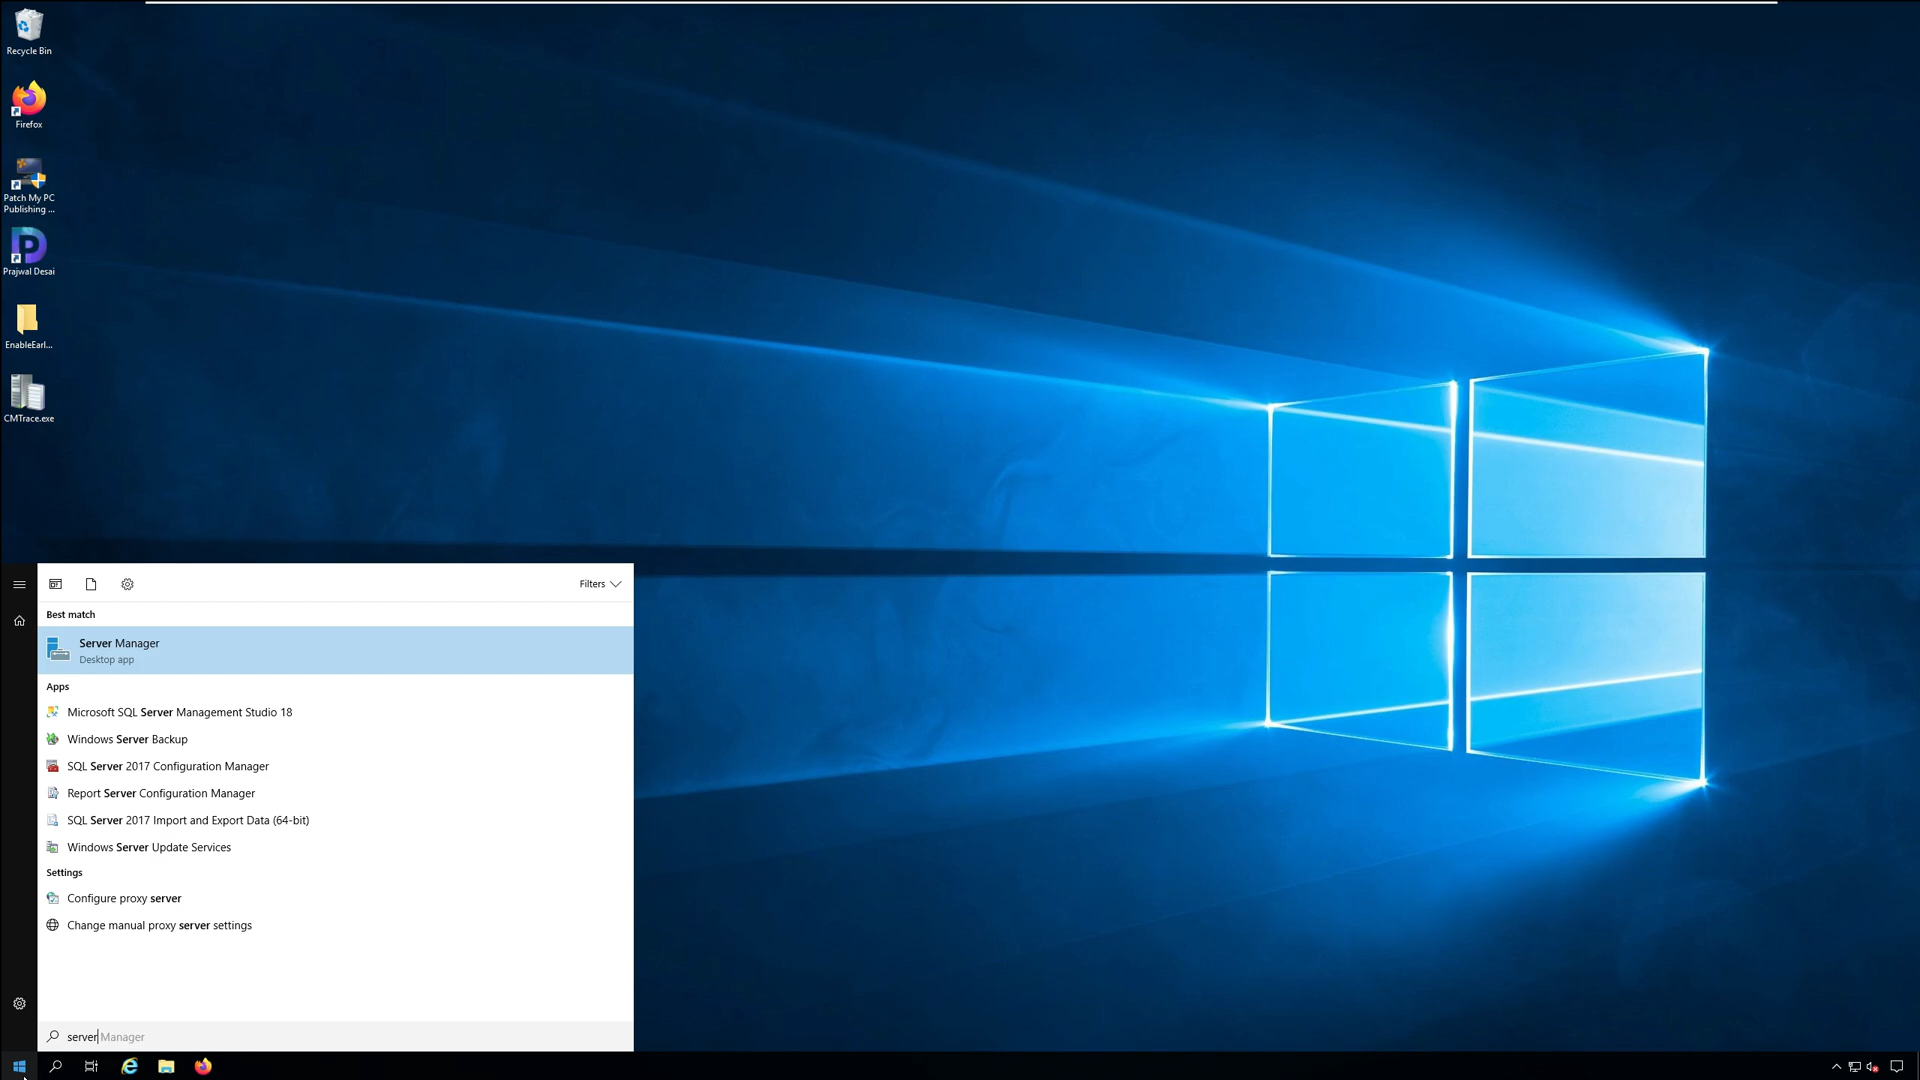 Recycle Bin
Firefox
Patch My PC
Publishing ...
Prajwal Desai
EnableEarl...
CMTrace.exe
Filters
Best match
Server Manager
Desktop app
Apps
Microsoft SQL Server Management Studio 18
Windows Server Backup
SQL Server 2017 Configuration Manager
Report Server Configuration Manager
SQL Server 2017 Import and Export Data (64-bit)
Windows Server Update Services
Settings
Configure proxy server
Change manual proxy server settings
server Manager